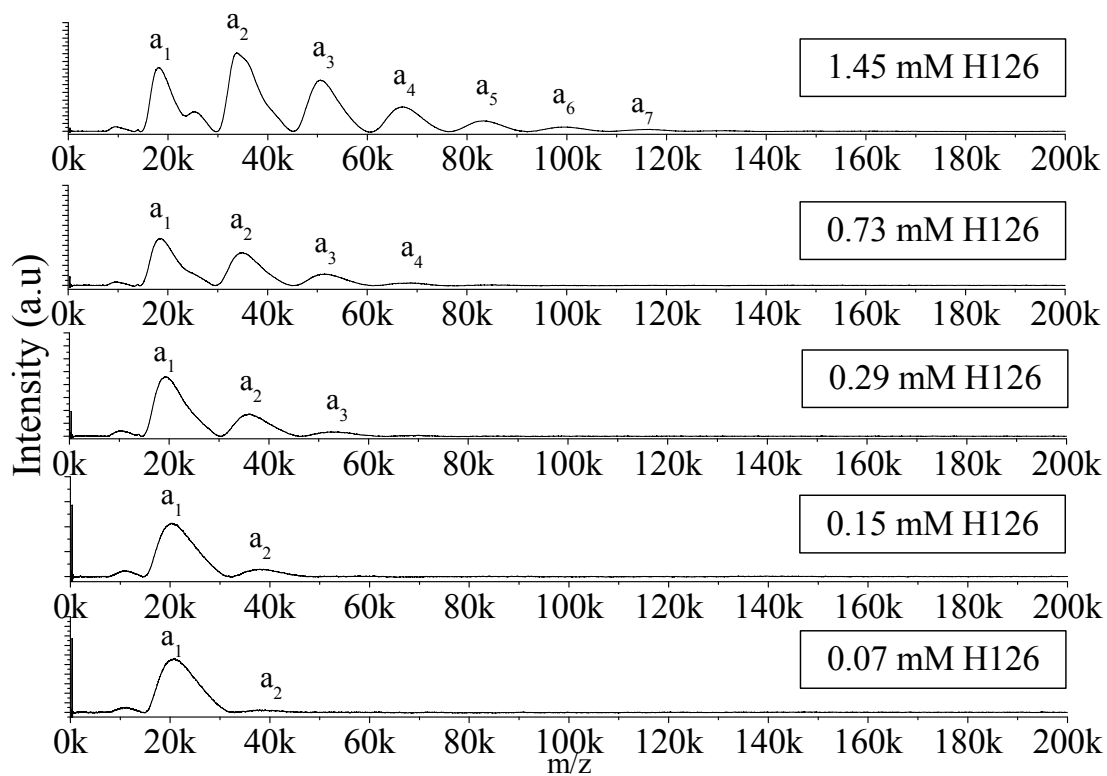 Intensity (a.u)
a₁ a₂ a₃ a₄ a₅ a₆ a₇
1.45 mM H126
0k 20k 40k 60k 80k 100k 120k 140k 160k 180k 200k
a₁ a₂ a₃ a₄
0.73 mM H126
0k 20k 40k 60k 80k 100k 120k 140k 160k 180k 200k
a₁ a₂ a₃
0.29 mM H126
0k 20k 40k 60k 80k 100k 120k 140k 160k 180k 200k
a₁ a₂
0.15 mM H126
0k 20k 40k 60k 80k 100k 120k 140k 160k 180k 200k
a₁ a₂
0.07 mM H126
0k 20k 40k 60k 80k 100k 120k 140k 160k 180k 200k
m/z